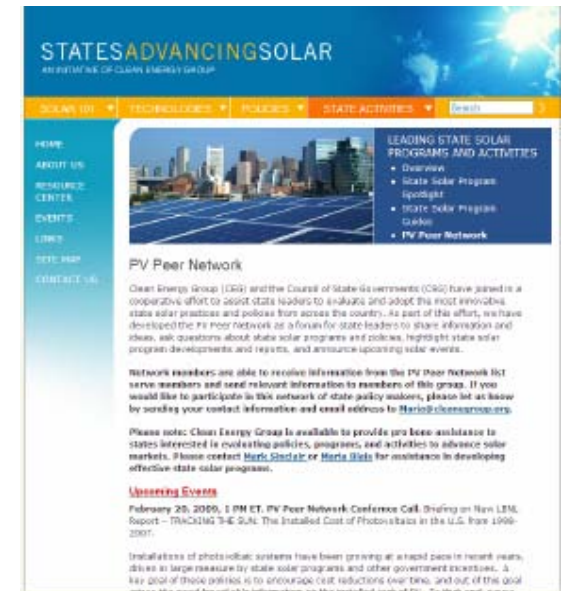 STATESADVANCINGSOLAR
AN INITIATIVE OF CLEAN ENERGY GROUP
SOLAR 101 TECHNOLOGIES POLICIES STATE ACTIVITIES Search
HOME
ABOUT US
RESOURCE
CENTER
EVENTS
LINKS
SITE MAP
CONTACT US
LEADING STATE SOLAR
PROGRAMS AND ACTIVITIES
• Overview
• State Solar Program
Spotlight
• State Solar Program
Guides
• PV Peer Network
PV Peer Network
Clean Energy Group (CEG) and the Council of State Governments (CSG) have joined in a
cooperative effort to assist state leaders to evaluate and adopt the most innovative
state solar practices and policies from across the country. As part of this effort, we have
developed the PV Peer Network as a forum for state leaders to share information and
ideas, ask questions about state solar programs and policies, highlight state solar
program developments and reports, and announce upcoming solar events.
Network members are able to receive information from the PV Peer Network list
serve members and send relevant information to members of this group. If you
would like to participate in this network of state policy makers, please let us know
by sending your contact information and email address to Maria@cleanegroup.org.
Please note: Clean Energy Group is available to provide pro bono assistance to
states interested in evaluating policies, programs, and activities to advance solar
markets. Please contact Mark Sinclair or Maria Blais for assistance in developing
effective state solar programs.
Upcoming Events
February 20, 2009, 1 PM ET. PV Peer Network Conference Call. Briefing on New LBNL
Report – TRACKING THE SUN: The Installed Cost of Photovoltaics in the U.S. from 1998-
2007.
Installations of photovoltaic systems have been growing at a rapid pace in recent years,
driven in large measure by state solar programs and other government incentives. A
key goal of these policies is to encourage cost reductions over time, and out of this goal